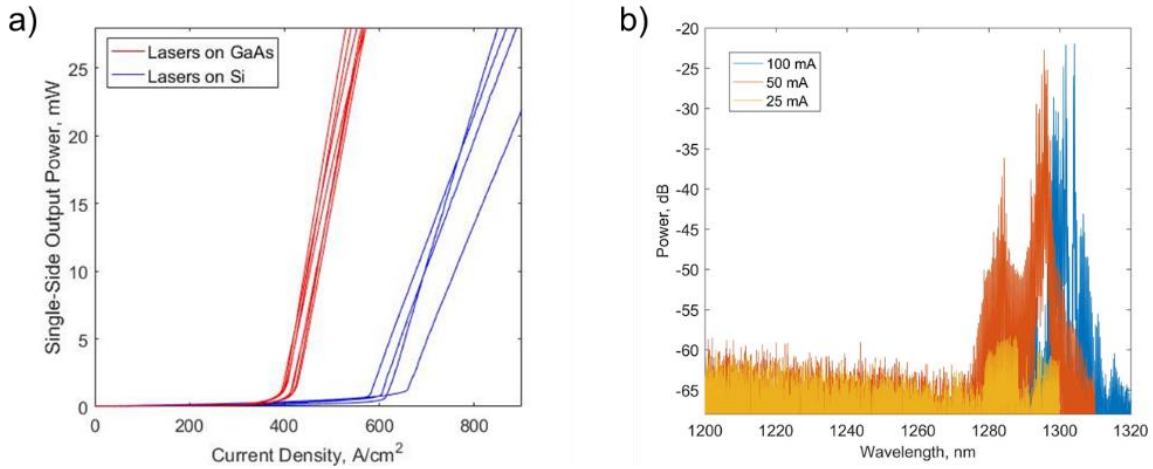 a)
Single-Side Output Power, mW
25
20
15
10
5
0
Lasers on GaAs
Lasers on Si
0 200 400 600 800
Current Density, A/cm²
b)
Power, dB
-20
-25
-30
-35
-40
-45
-50
-55
-60
-65
100 mA
50 mA
25 mA
1200 1220 1240 1260 1280 1300 1320
Wavelength, nm